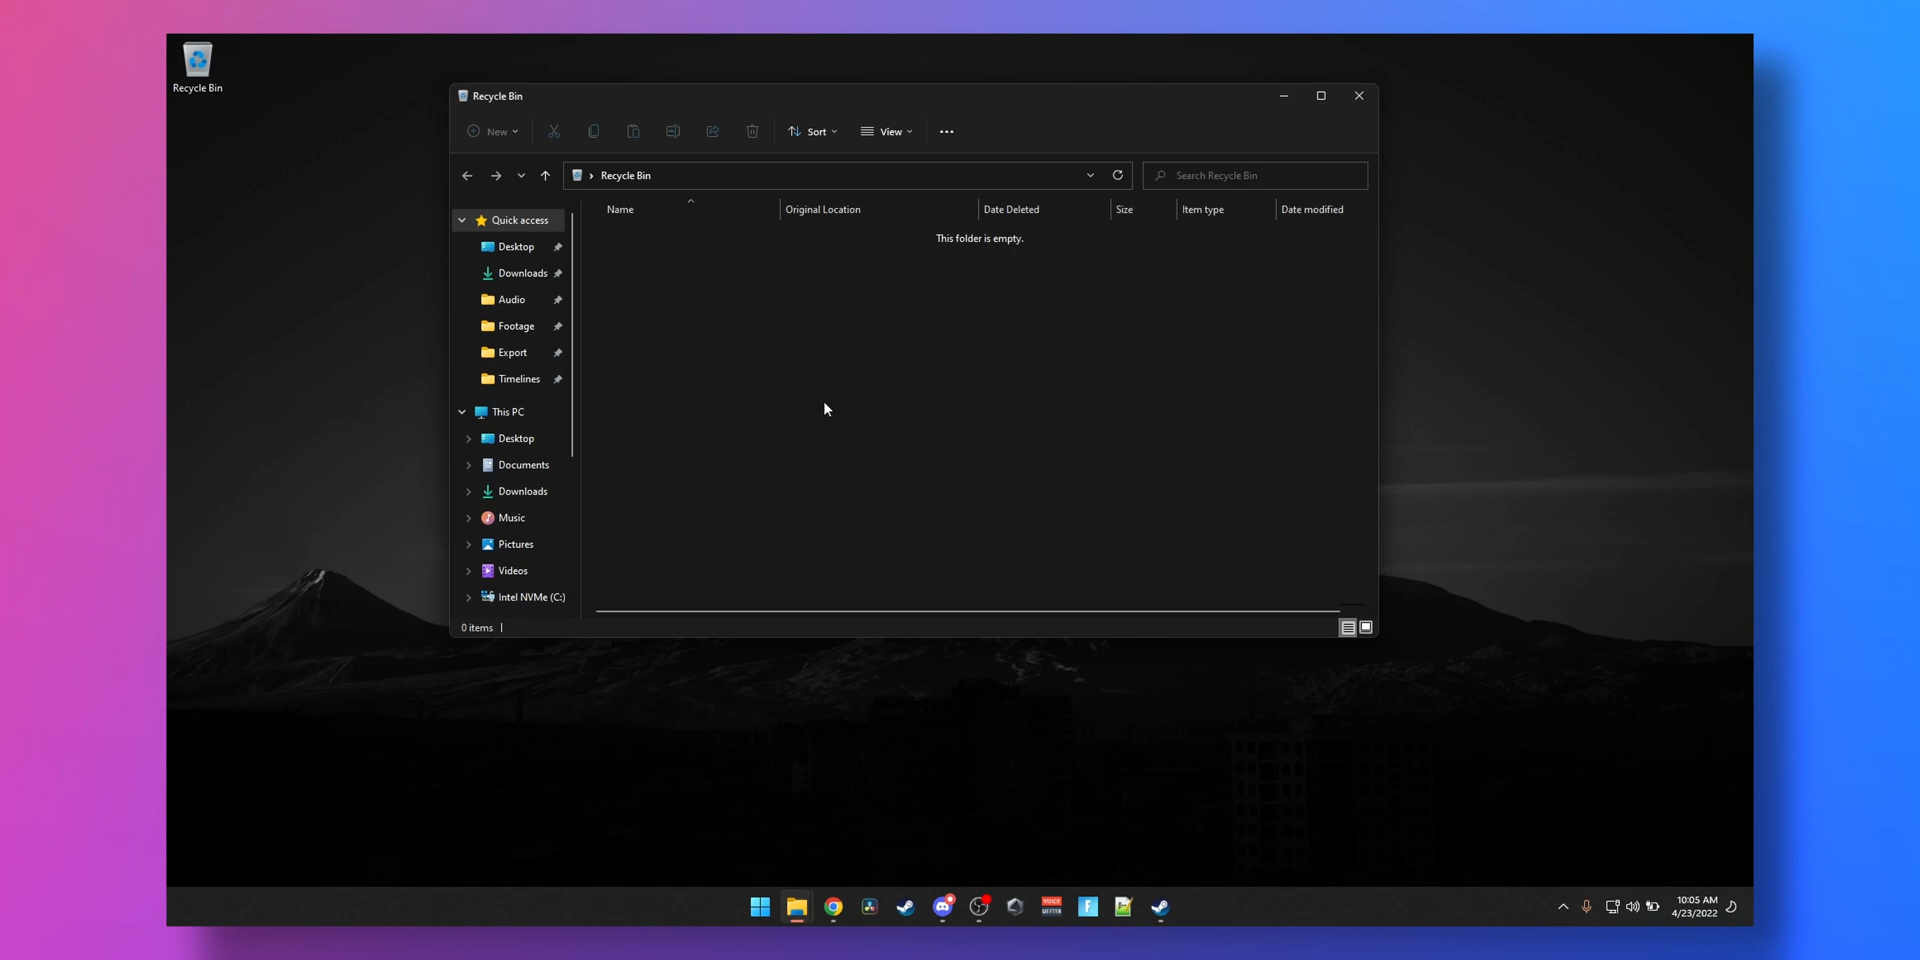 Recycle Bin
Recycle Bin
New
Sort
View
Recycle Bin
Search Recycle Bin
Name
Original Location
Date Deleted
Size
Item type
Date modified
This folder is empty.
Quick access
Desktop
Downloads
Audio
Footage
Export
Timelines
This PC
Desktop
Documents
Downloads
Music
Pictures
Videos
Intel NVMe (C:)
0 items
VOICE
MEETER
F
10:05 AM
4/23/2022